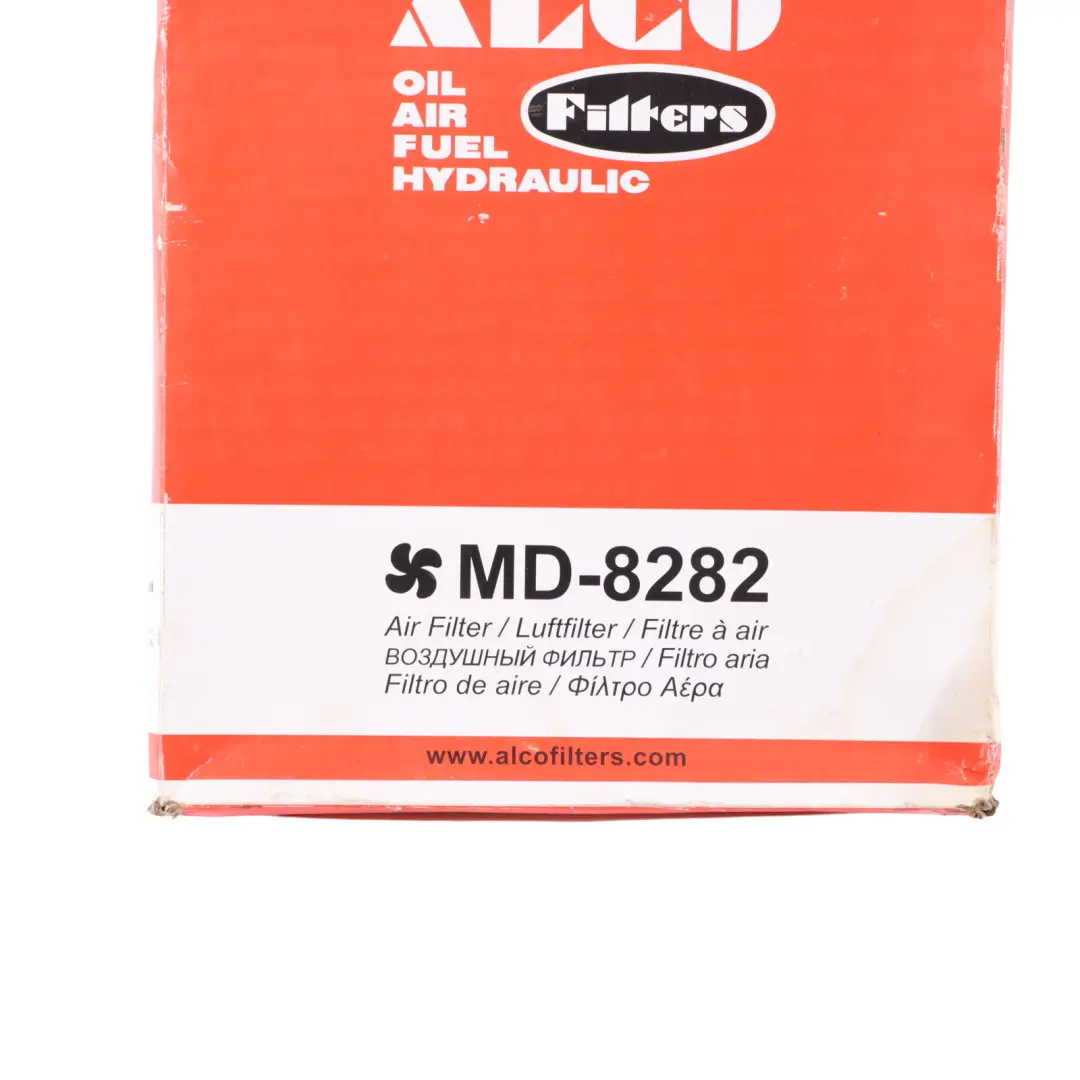 ALCO
OIL
AIR
FUEL
HYDRAULIC
Filters
MD-8282
Air Filter / Luftfilter / Filtre à air
ВОЗДУШНЫЙ ФИЛЬТР / Filtro aria
Filtro de aire / Φίλτρο Αέρα
www.alcofilters.com